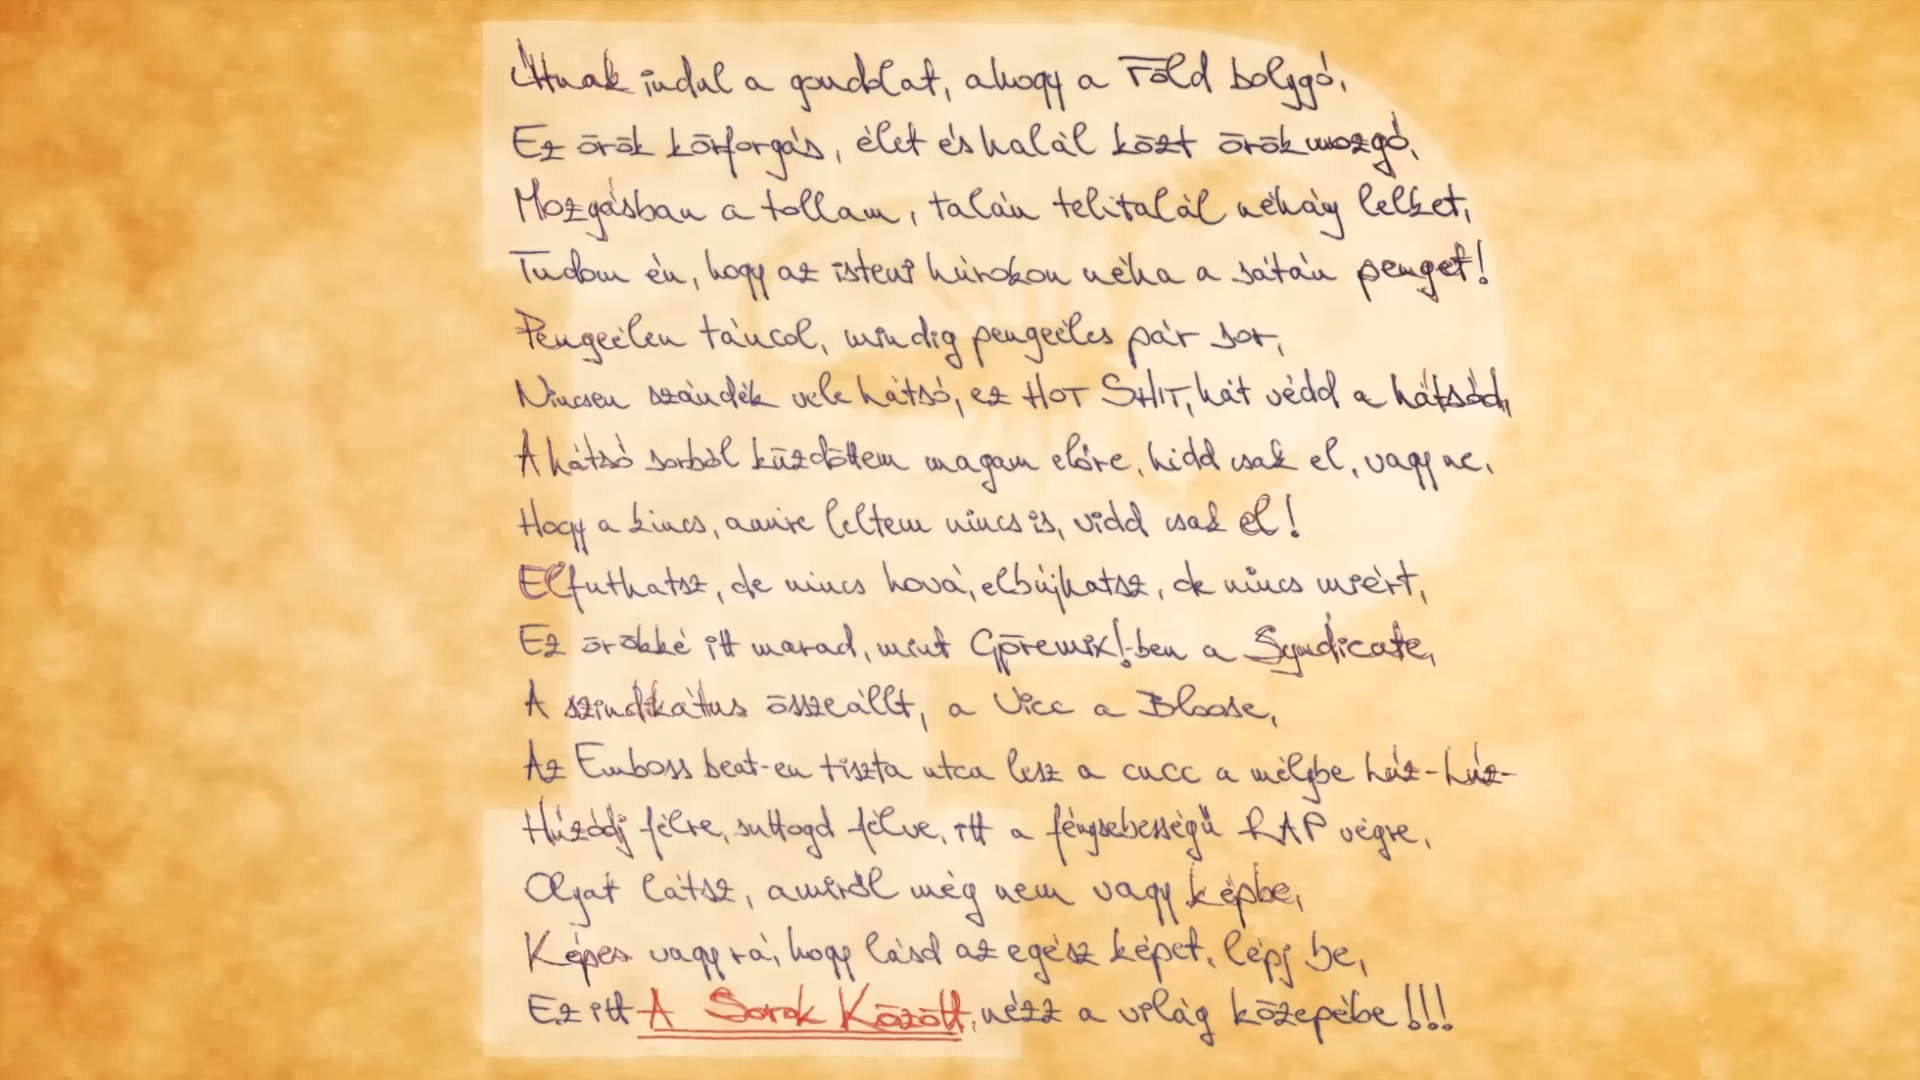 Útnak indul a gondolat, ahogy a Föld bolygó,
Ez örök körforgás, élet és halál közt örökmozgó,
Mozgásban a tollam, talán telitalál néhány lelket,
Tudom én, hogy az isteni húrokon néha a sátán penget!
Pengeélen táncol, mindig pengeéles pár sor,
Nincsen szándék vele hátsó, ez HOT SHIT, hát védd a hátsód,
A hátsó sorból küzdöttem magam előre, hidd csak el, vagy ne,
Hogy a kincs, amire leltem nincs is, vidd csak el!
Elfuthatsz, de nincs hová, elbújhatsz, de nincs miért,
Ez örökké itt marad, mint Gőremix!-ben a Syndicate,
A szindikátus összeállt, a Vicc a Bloose,
Az Emboss beat-en tiszta utca lesz a cucc a mélybe húz-húz-
Húzódj félre, suttogd félve, itt a fénysebességű RAP végre,
Olyat látsz, amiről még nem vagy képbe,
Képes vagy rá, hogy lásd az egész képet, lépj be,
Ez itt A Sorok Között, nézz a világ közepébe!!!